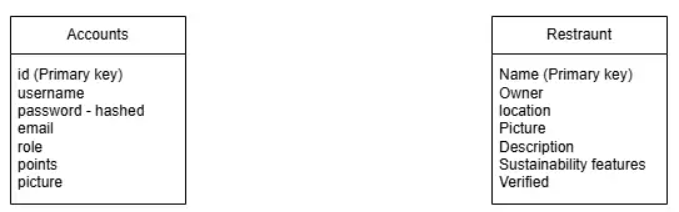 Accounts
id (Primary key)
username
password - hashed
email
role
points
picture
Restraunt
Name (Primary key)
Owner
location
Picture
Description
Sustainability features
Verified